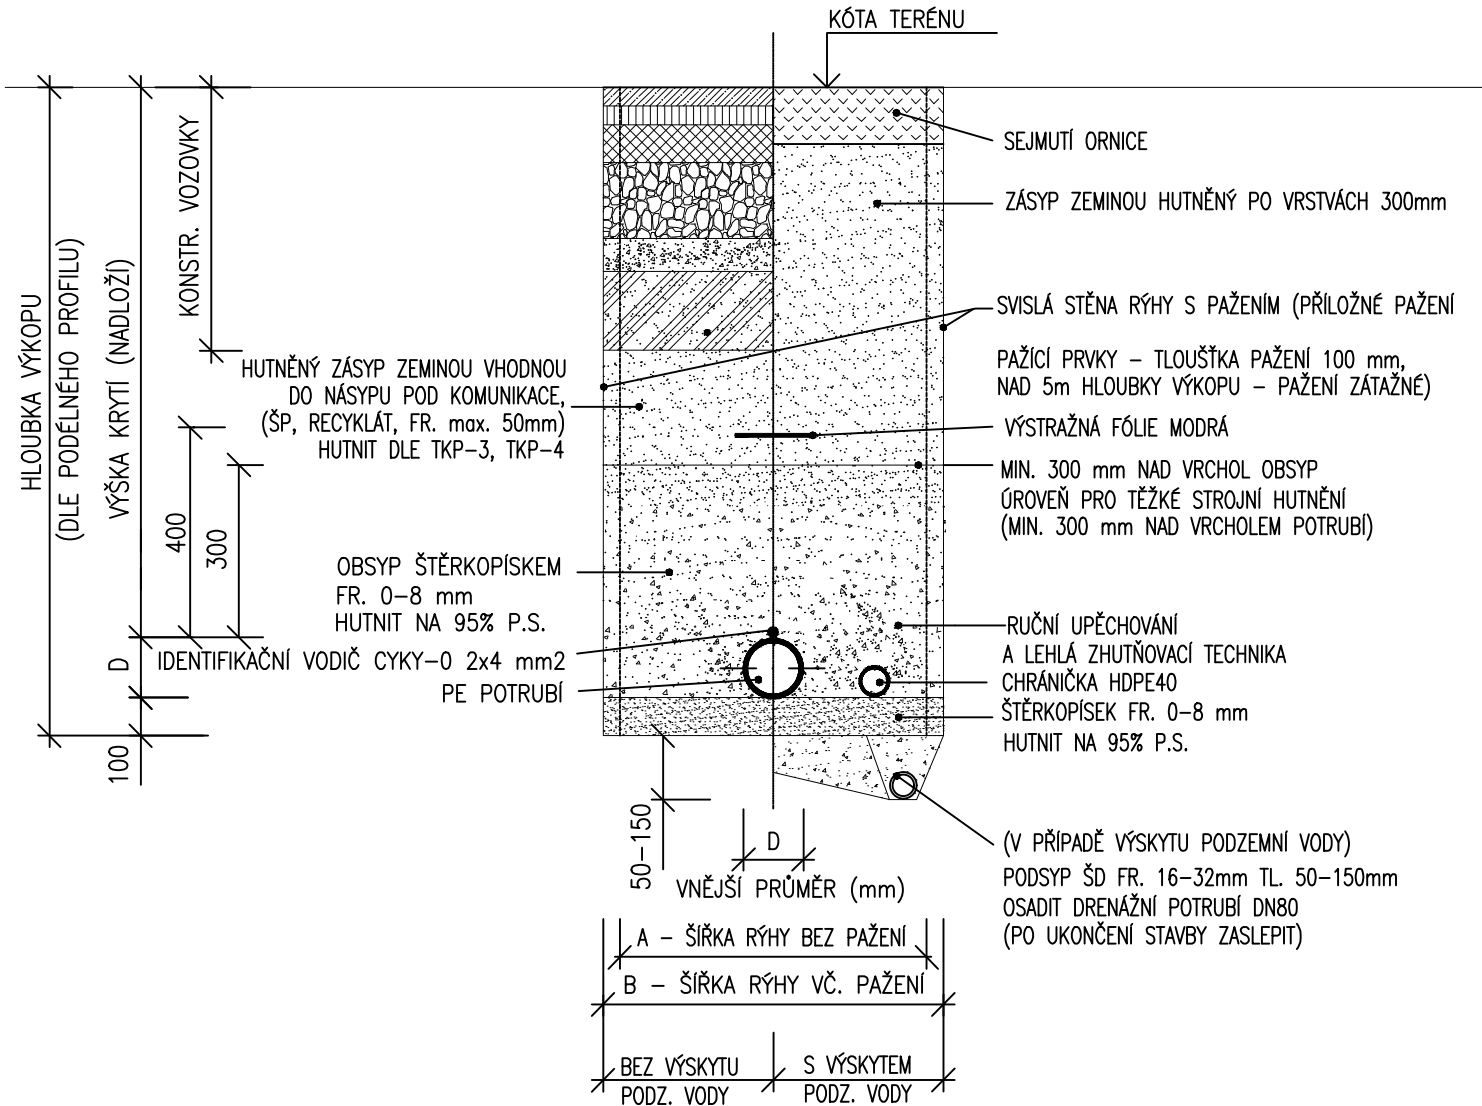 KÓTA TERÉNU
SEJMUTÍ ORNICE
ZÁSYP ZEMINOU HUTNĚNÝ PO VRSTVÁCH 300mm
SVISLÁ STĚNA RÝHY S PAŽENÍM (PŘÍLOŽNÉ PAŽENÍ
PAŽÍCÍ PRVKY – TLOUŠŤKA PAŽENÍ 100 mm,
NAD 5m HLOUBKY VÝKOPU – PAŽENÍ ZÁTAŽNÉ)
VÝSTRAŽNÁ FÓLIE MODRÁ
MIN. 300 mm NAD VRCHOL OBSYP
ÚROVEŇ PRO TĚŽKÉ STROJNÍ HUTNĚNÍ
(MIN. 300 mm NAD VRCHOLEM POTRUBÍ)
RUČNÍ UPĚCHOVÁNÍ
A LEHLÁ ZHUTŇOVACÍ TECHNIKA
CHRÁNIČKA HDPE40
ŠTĚRKOPÍSEK FR. 0–8 mm
HUTNIT NA 95% P.S.
(V PŘÍPADĚ VÝSKYTU PODZEMNÍ VODY)
PODSYP ŠD FR. 16–32mm TL. 50–150mm
OSADIT DRENÁŽNÍ POTRUBÍ DN80
(PO UKONČENÍ STAVBY ZASLEPIT)
HLOUBKA VÝKOPU
(DLE PODÉLNÉHO PROFILU)
VÝŠKA KRYTÍ (NADLOŽÍ)
KONSTR. VOZOVKY
400
300
D
100
HUTNĚNÝ ZÁSYP ZEMINOU VHODNOU
DO NÁSYPU POD KOMUNIKACE,
(ŠP, RECYKLÁT, FR. max. 50mm)
HUTNIT DLE TKP–3, TKP–4
OBSYP ŠTĚRKOPÍSKEM
FR. 0–8 mm
HUTNIT NA 95% P.S.
IDENTIFIKAČNÍ VODIČ CYKY–O 2x4 mm2
PE POTRUBÍ
50–150
D
VNĚJŠÍ PRŮMĚR (mm)
A – ŠÍŘKA RÝHY BEZ PAŽENÍ
B – ŠÍŘKA RÝHY VČ. PAŽENÍ
BEZ VÝSKYTU
PODZ. VODY
S VÝSKYTEM
PODZ. VODY